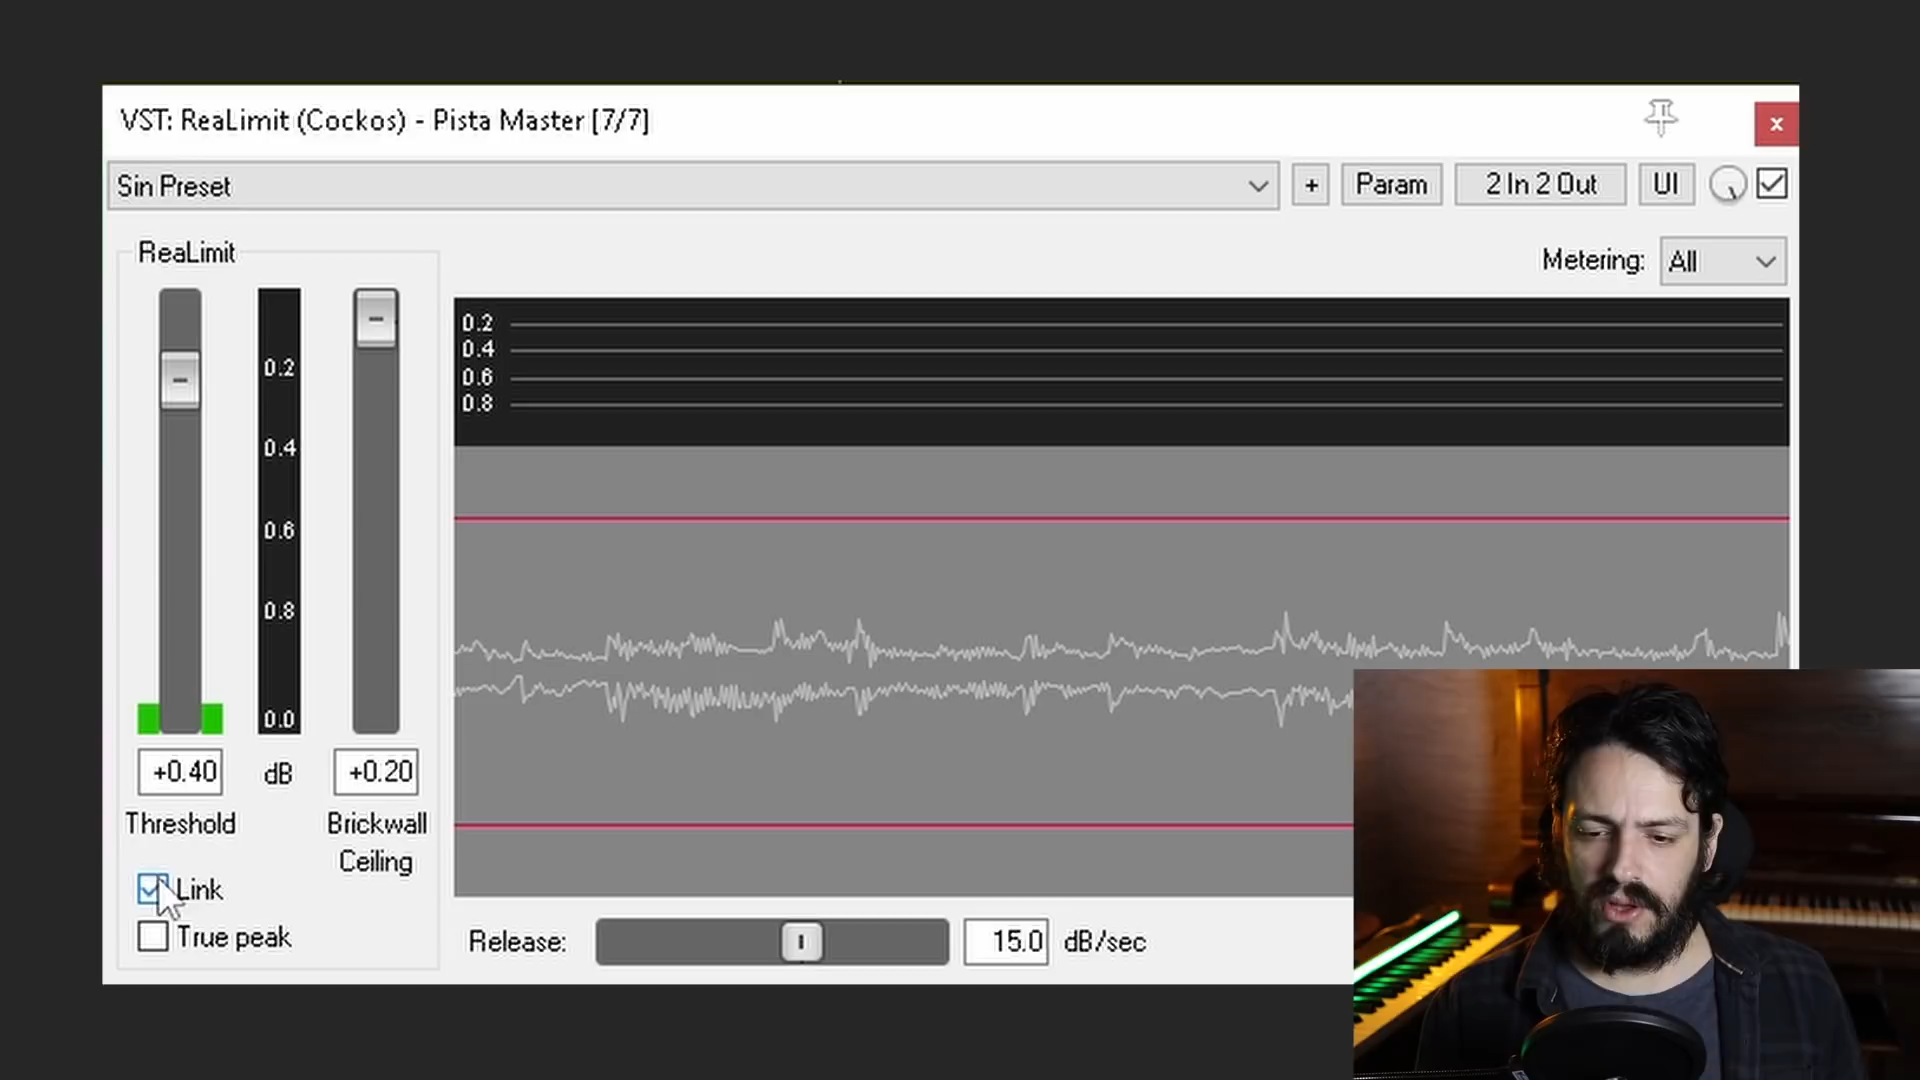 VST: ReaLimit (Cockos) - Pista Master [7/7]
x
Sin Preset
+
Param
2 In 2 Out
UI
ReaLimit
Metering: All
0.2
0.4
0.6
0.8
0.0
0.2
0.4
0.6
0.8
+0.40
dB
+0.20
Threshold
Brickwall
Ceiling
Link
True peak
Release:
15.0
dB/sec